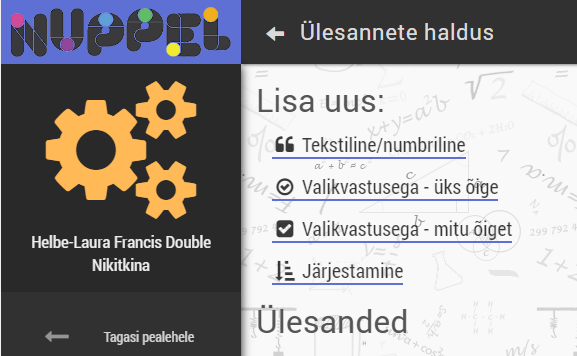 NUPPEL
Ülesannete haldus
Helbe-Laura Francis Double
Nikitkina
Tagasi pealehele
Lisa uus:
Tekstiline/numbriline
Valikvastusega - üks õige
Valikvastusega - mitu õiget
Järjestamine
Ülesanded